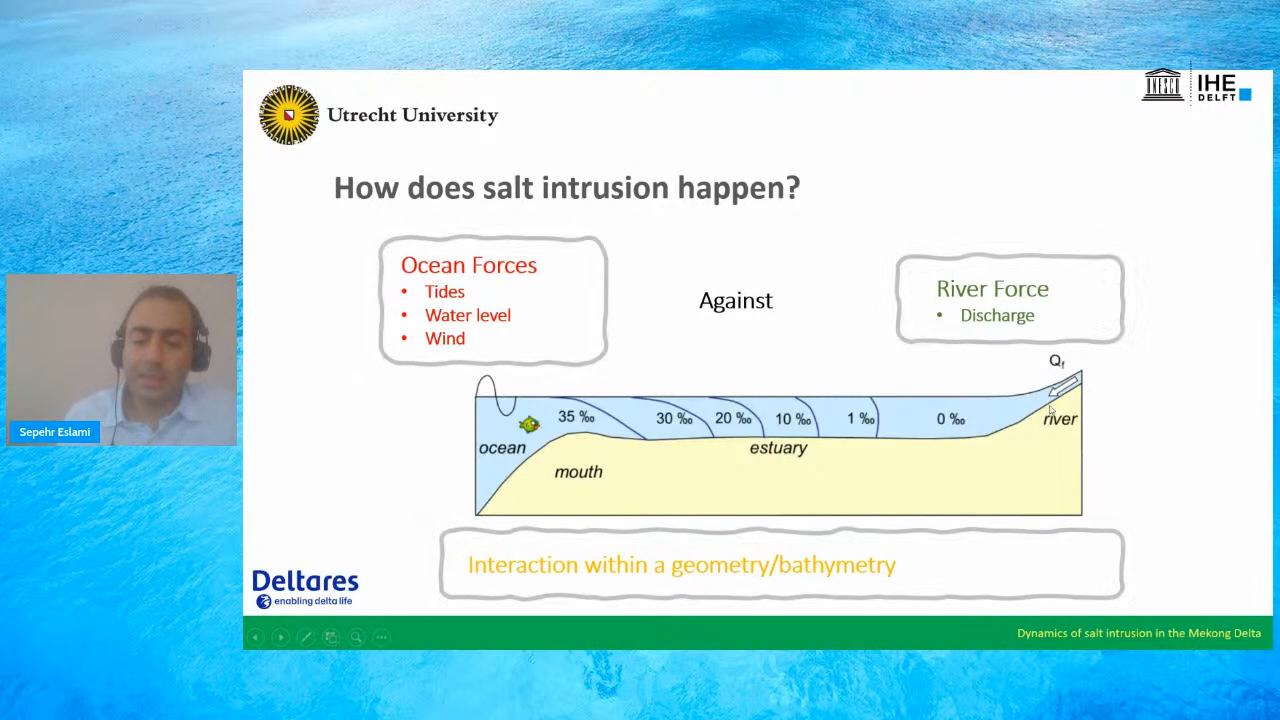 Utrecht University
UNESCO
IHE
DELFT
How does salt intrusion happen?
Ocean Forces
• Tides
• Water level
• Wind
Against
River Force
• Discharge
Qf
35 ‰
30 ‰
20 ‰
10 ‰
1 ‰
0 ‰
river
ocean
mouth
estuary
Interaction within a geometry/bathymetry
Sepehr Eslami
Deltares
enabling delta life
Dynamics of salt intrusion in the Mekong Delta